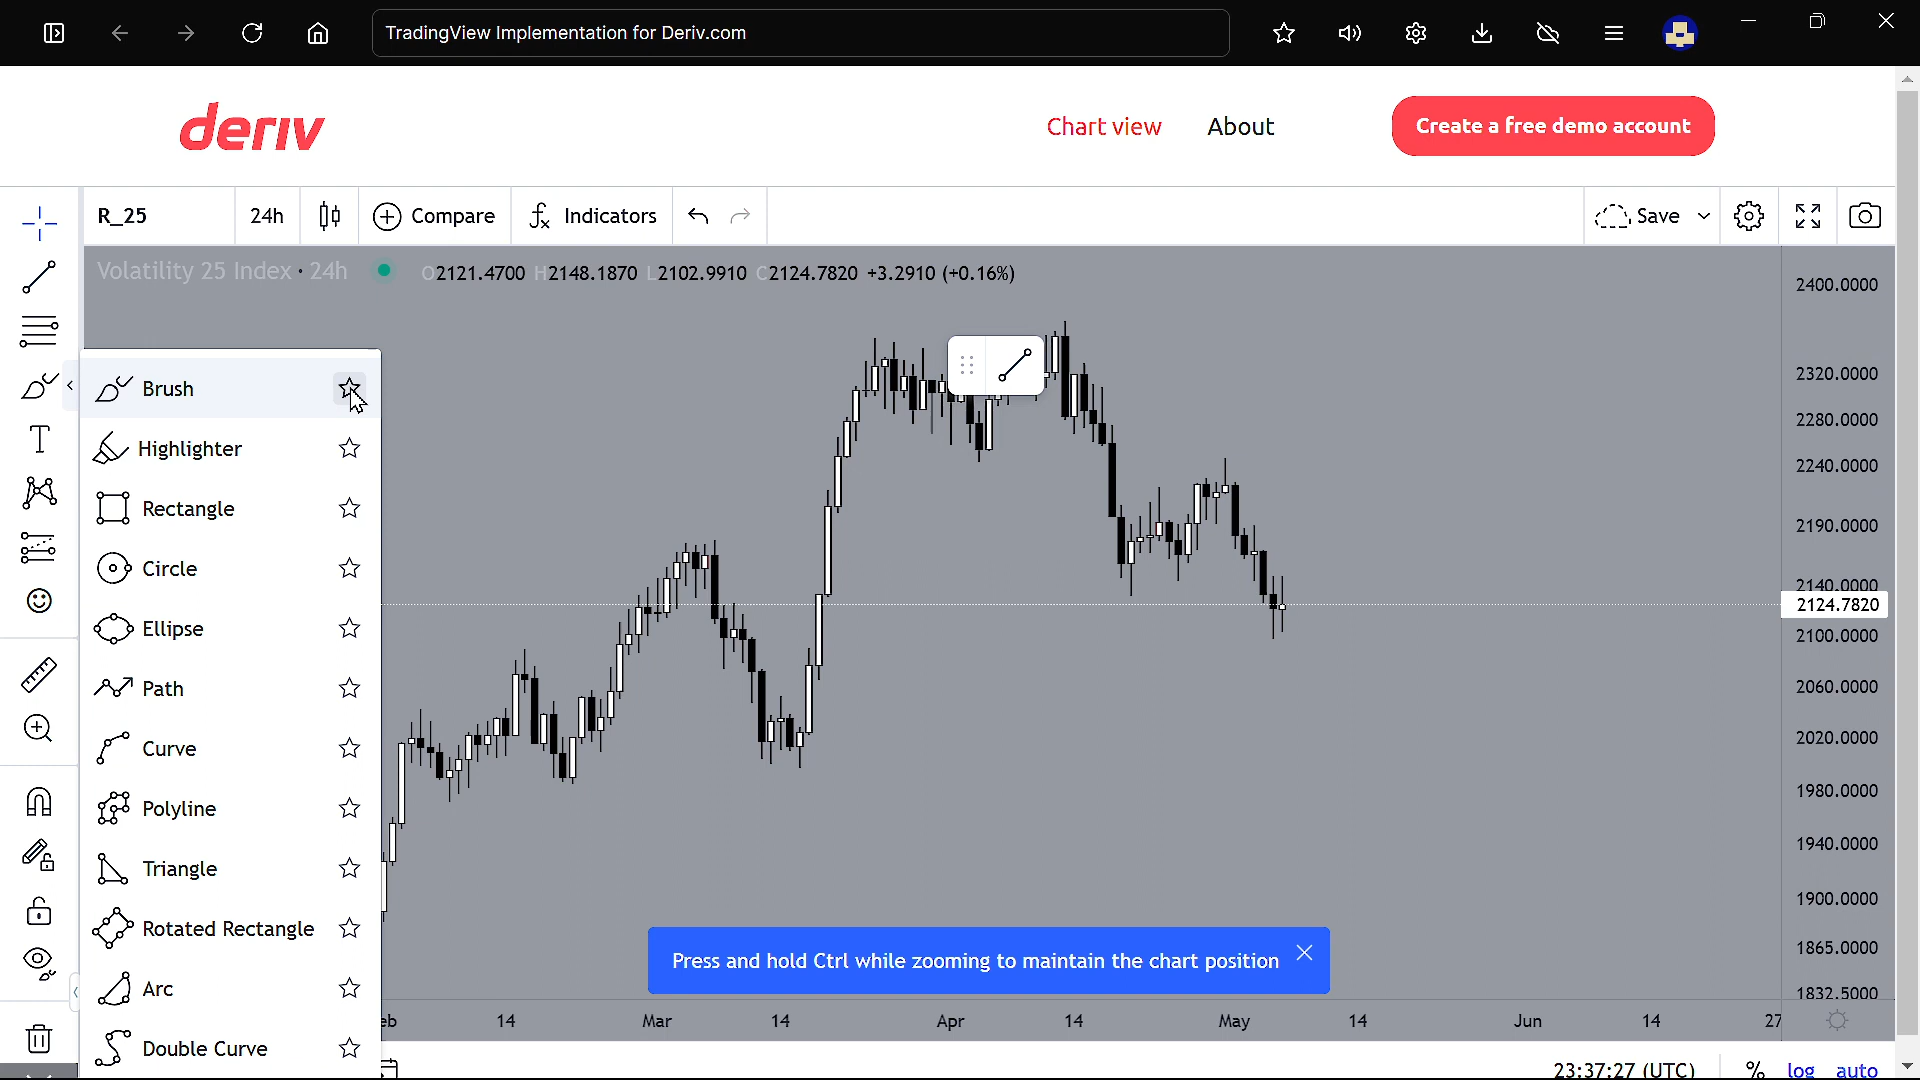 TradingView Implementation for Deriv.com
deriv
Chart view
About
Create a free demo account
R_25
24h
Compare
Indicators
Save
Volatility 25 Index · 24h
O2121.4700 H2148.1870 L2102.9910 C2124.7820 +3.2910 (+0.16%)
Brush
Highlighter
Rectangle
Circle
Ellipse
Path
Curve
Polyline
Triangle
Rotated Rectangle
Arc
Double Curve
2400.0000
2320.0000
2280.0000
2240.0000
2190.0000
2140.0000
2124.7820
2100.0000
2060.0000
2020.0000
1980.0000
1940.0000
1900.0000
1865.0000
1832.5000
Press and hold Ctrl while zooming to maintain the chart position
eb
14
Mar
14
Apr
14
May
14
Jun
14
27
23:37:27 (UTC)
%
log
auto